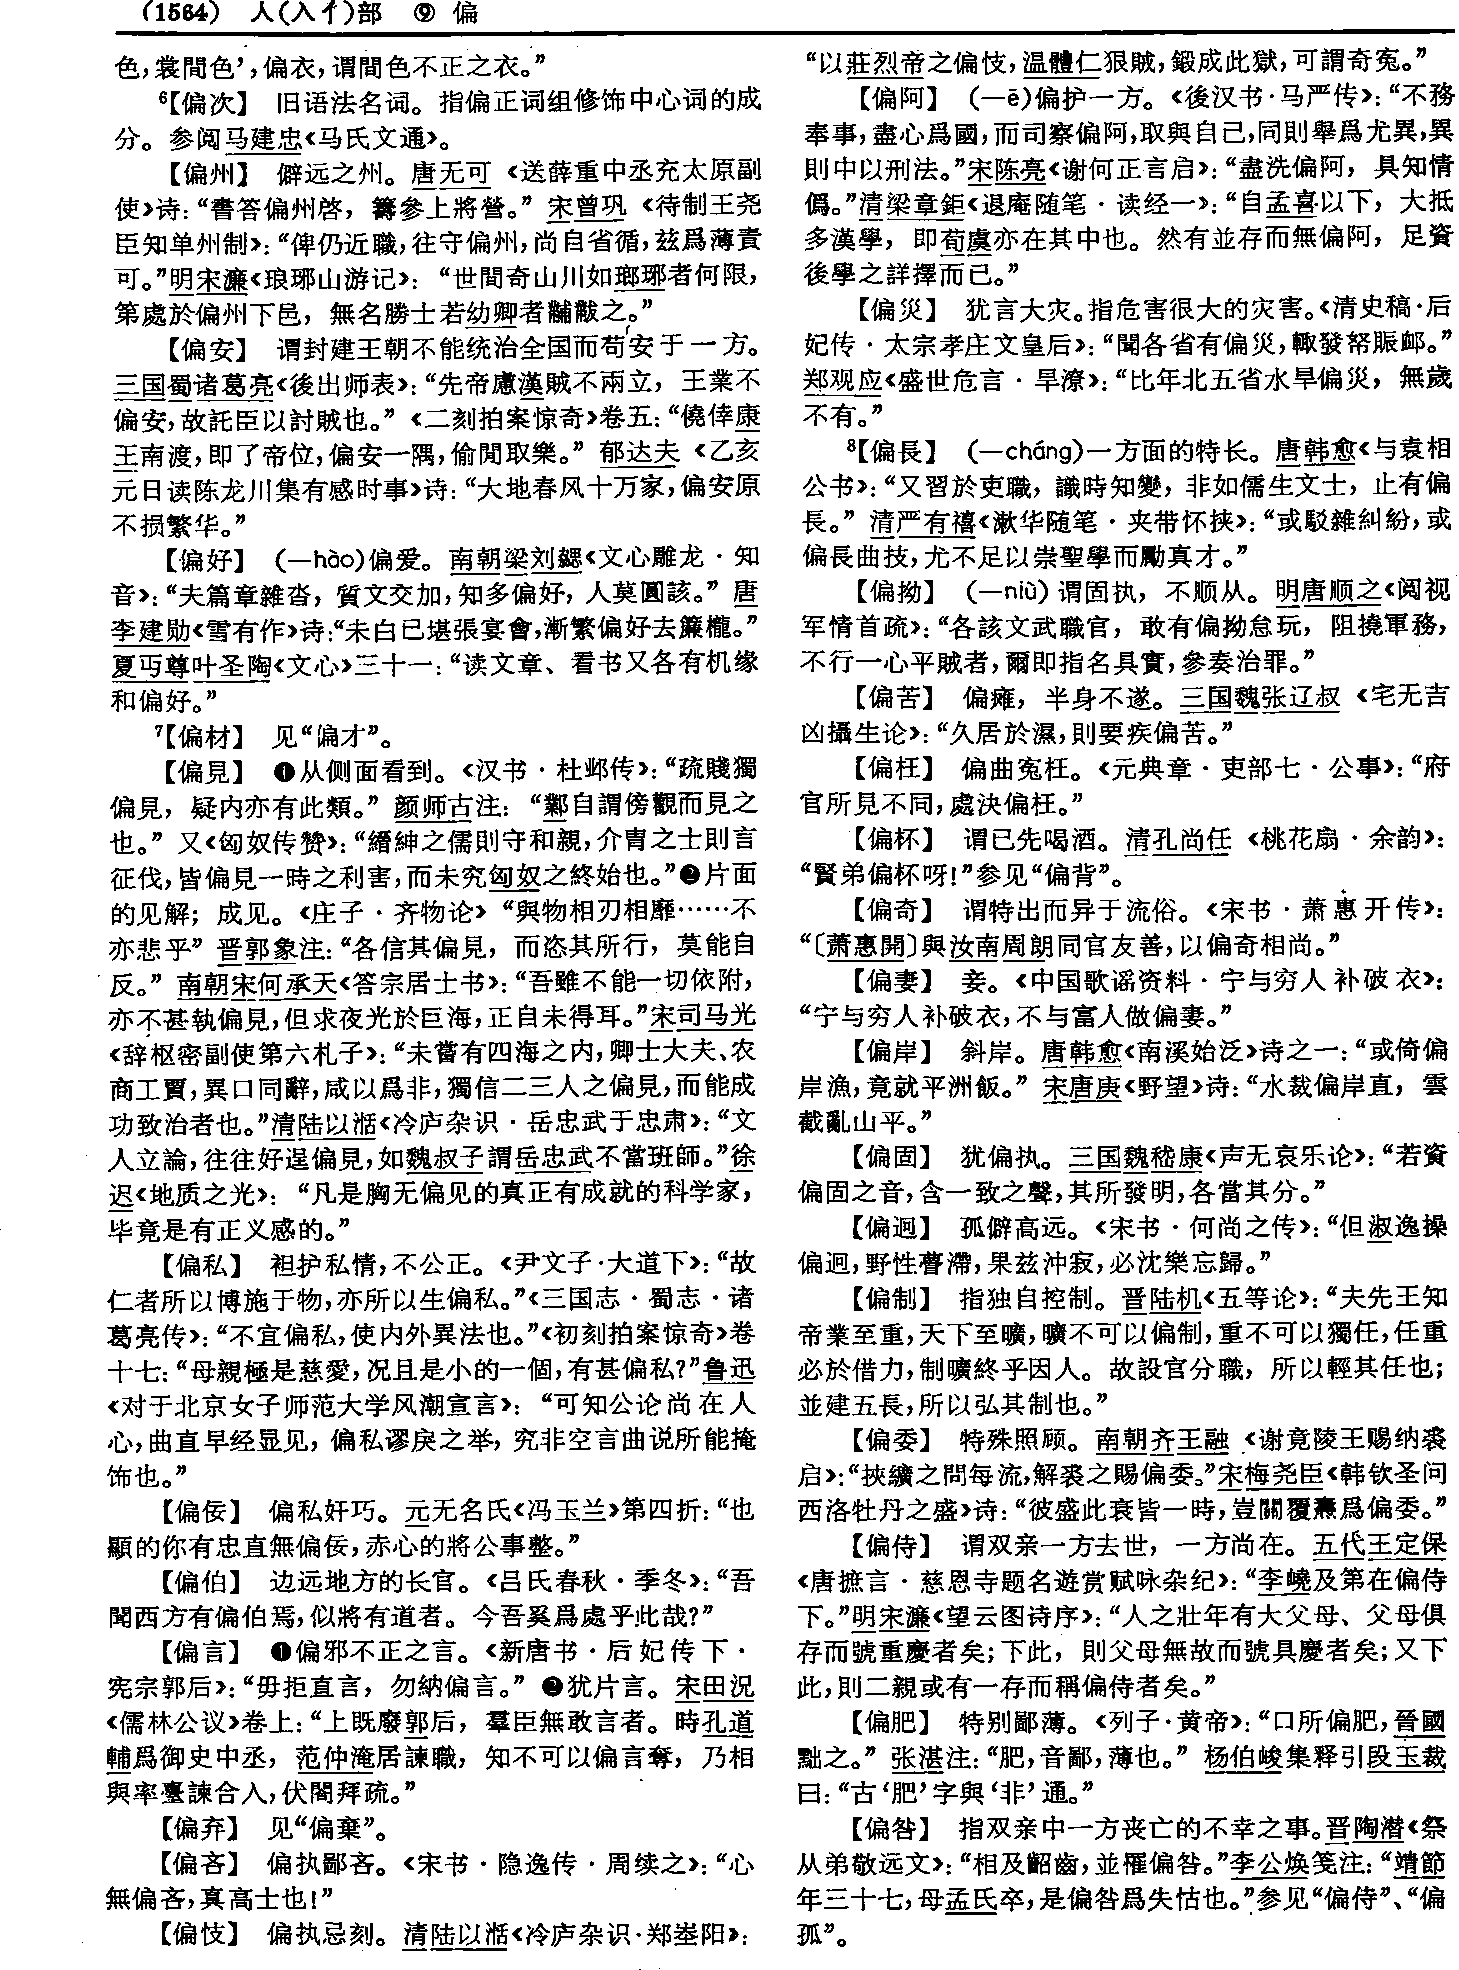 (1564) 人(入亻)部 ⑨ 偏
色，裳間色’，偏衣，谓間色不正之衣。”
⁶【偏次】 旧语法名词。指偏正词组修饰中心词的成
分。参阅马建忠《马氏文通》。
【偏州】 僻远之州。唐无可《送薛重中丞充太原副
使》诗：“書答偏州啓，籌參上將營。”宋曾巩《待制王尧
臣知单州制》：“俾仍近職，往守偏州，尚自省循，玆爲薄責
可。”明宋濂《琅琊山游记》：“世間奇山川如瑯琊者何限，
第處於偏州下邑，無名勝士若幼卿者黼黻之。”
【偏安】 谓封建王朝不能统治全国而苟安于一方。
三国蜀诸葛亮《後出师表》：“先帝慮漢賊不兩立，王業不
偏安，故託臣以討賊也。”《二刻拍案惊奇》卷五：“僥倖康
王南渡，即了帝位，偏安一隅，偷閒取樂。”郁达夫《乙亥
元日读陈龙川集有感时事》诗：“大地春风十万家，偏安原
不损繁华。”
【偏好】 (—hào)偏爱。南朝梁刘勰《文心雕龙·知
音》：“夫篇章雜沓，質文交加，知多偏好，人莫圓該。”唐
李建勋《雪有作》诗：“未白已堪張宴會，漸繁偏好去簾櫳。”
夏丏尊叶圣陶《文心》三十一：“读文章、看书又各有机缘
和偏好。”
⁷【偏材】 见“偏才”。
【偏見】 ❶从侧面看到。《汉书·杜邺传》：“疏賤獨
偏見，疑内亦有此類。”颜师古注：“鄴自謂傍觀而見之
也。”又《匈奴传赞》：“縉紳之儒則守和親，介胄之士則言
征伐，皆偏見一時之利害，而未究匈奴之終始也。”❷片面
的见解；成见。《庄子·齐物论》“與物相刃相靡……不
亦悲乎”晋郭象注：“各信其偏見，而恣其所行，莫能自
反。”南朝宋何承天《答宗居士书》：“吾雖不能一切依附，
亦不甚執偏見，但求夜光於巨海，正自未得耳。”宋司马光
《辞枢密副使第六札子》：“未嘗有四海之内，卿士大夫、农
商工賈，異口同辭，咸以爲非，獨信二三人之偏見，而能成
功致治者也。”清陆以湉《冷庐杂识·岳忠武于忠肃》：“文
人立論，往往好逞偏見，如魏叔子謂岳忠武不當班師。”徐
迟《地质之光》：“凡是胸无偏见的真正有成就的科学家，
毕竟是有正义感的。”
【偏私】 袒护私情，不公正。《尹文子·大道下》：“故
仁者所以博施于物，亦所以生偏私。”《三国志·蜀志·诸
葛亮传》：“不宜偏私，使内外異法也。”《初刻拍案惊奇》卷
十七：“母親極是慈愛，况且是小的一個，有甚偏私？”鲁迅
《对于北京女子师范大学风潮宣言》：“可知公论尚在人
心，曲直早经显见，偏私谬戾之举，究非空言曲说所能掩
饰也。”
【偏佞】 偏私奸巧。元无名氏《冯玉兰》第四折：“也
顯的你有忠直無偏佞，赤心的將公事整。”
【偏伯】 边远地方的长官。《吕氏春秋·季冬》：“吾
聞西方有偏伯焉，似將有道者。今吾奚爲處乎此哉？”
【偏言】 ❶偏邪不正之言。《新唐书·后妃传下·
宪宗郭后》：“毋拒直言，勿納偏言。”❷犹片言。宋田况
《儒林公议》卷上：“上既廢郭后，羣臣無敢言者。時孔道
輔爲御史中丞，范仲淹居諫職，知不可以偏言奪，乃相
與率臺諫合入，伏閤拜疏。”
【偏弃】 见“偏棄”。
【偏吝】 偏执鄙吝。《宋书·隐逸传·周续之》：“心
無偏吝，真高士也！”
【偏忮】 偏执忌刻。清陆以湉《冷庐杂识·郑峚阳》：
“以莊烈帝之偏忮，温體仁狠賊，鍛成此獄，可謂奇冤。”
【偏阿】 (—ē)偏护一方。《後汉书·马严传》：“不務
奉事，盡心爲國，而司察偏阿，取與自己，同則舉爲尤異，異
則中以刑法。”宋陈亮《谢何正言启》：“盡洗偏阿，具知情
僞。”清梁章鉅《退庵随笔·读经一》：“自孟喜以下，大抵
多漢學，即荀虞亦在其中也。然有並存而無偏阿，足資
後學之詳擇而已。”
【偏災】 犹言大灾。指危害很大的灾害。《清史稿·后
妃传·太宗孝庄文皇后》：“聞各省有偏災，輒發帑賑卹。”
郑观应《盛世危言·旱潦》：“比年北五省水旱偏災，無歲
不有。”
⁸【偏長】 (—cháng)一方面的特长。唐韩愈《与袁相
公书》：“又習於吏職，識時知變，非如儒生文士，止有偏
長。”清严有禧《漱华随笔·夹带怀挟》：“或駁雜糾紛，或
偏長曲技，尤不足以崇聖學而勵真才。”
【偏拗】 (—niù)谓固执，不顺从。明唐顺之《阅视
军情首疏》：“各該文武職官，敢有偏拗怠玩，阻撓軍務，
不行一心平賊者，爾即指名具實，參奏治罪。”
【偏苦】 偏瘫，半身不遂。三国魏张辽叔《宅无吉
凶攝生论》：“久居於濕，則要疾偏苦。”
【偏枉】 偏曲冤枉。《元典章·吏部七·公事》：“府
官所見不同，處決偏枉。”
【偏杯】 谓已先喝酒。清孔尚任《桃花扇·余韵》：
“賢弟偏杯呀！”参见“偏背”。
【偏奇】 谓特出而异于流俗。《宋书·萧惠开传》：
“〔萧惠開〕與汝南周朗同官友善，以偏奇相尚。”
【偏妻】 妾。《中国歌谣资料·宁与穷人补破衣》：
“宁与穷人补破衣，不与富人做偏妻。”
【偏岸】 斜岸。唐韩愈《南溪始泛》诗之一：“或倚偏
岸漁，竟就平洲飯。”宋唐庚《野望》诗：“水裁偏岸直，雲
截亂山平。”
【偏固】 犹偏执。三国魏嵇康《声无哀乐论》：“若資
偏固之音，含一致之聲，其所發明，各當其分。”
【偏迥】 孤僻高远。《宋书·何尚之传》：“但淑逸操
偏迥，野性瞢滯，果兹沖寂，必沈樂忘歸。”
【偏制】 指独自控制。晋陆机《五等论》：“夫先王知
帝業至重，天下至曠，曠不可以偏制，重不可以獨任，任重
必於借力，制曠終乎因人。故設官分職，所以輕其任也；
並建五長，所以弘其制也。”
【偏委】 特殊照顾。南朝齐王融《谢竟陵王赐纳裘
启》：“挾纊之問每流，解裘之賜偏委。”宋梅尧臣《韩钦圣问
西洛牡丹之盛》诗：“彼盛此衰皆一時，豈關覆燾爲偏委。”
【偏侍】 谓双亲一方去世，一方尚在。五代王定保
《唐摭言·慈恩寺题名遊赏赋咏杂纪》：“李嶢及第在偏侍
下。”明宋濂《望云图诗序》：“人之壯年有大父母、父母俱
存而號重慶者矣；下此，則父母無故而號具慶者矣；又下
此，則二親或有一存而稱偏侍者矣。”
【偏肥】 特别鄙薄。《列子·黄帝》：“口所偏肥，晉國
黜之。”张湛注：“肥，音鄙，薄也。”杨伯峻集释引段玉裁
曰：“古‘肥’字與‘非’通。”
【偏咎】 指双亲中一方丧亡的不幸之事。晋陶潜《祭
从弟敬远文》：“相及齠齒，並罹偏咎。”李公焕笺注：“靖節
年三十七，母孟氏卒，是偏咎爲失怙也。”参见“偏侍”、“偏
孤”。